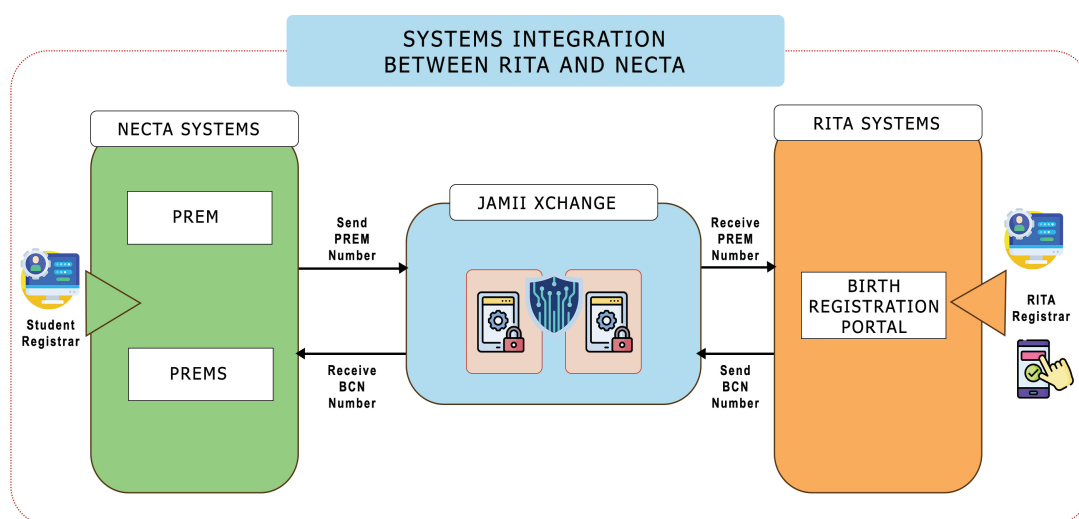 SYSTEMS INTEGRATION
BETWEEN RITA AND NECTA
NECTA SYSTEMS
PREM
PREMS
Student
Registrar
Send
PREM
Number
Receive
BCN
Number
JAMII XCHANGE
Receive
PREM
Number
Send
BCN
Number
RITA SYSTEMS
BIRTH
REGISTRATION
PORTAL
RITA
Registrar